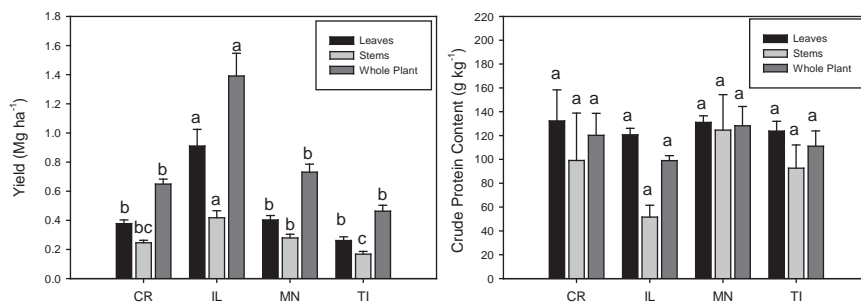 Yield (Mg ha-1)
1.8
1.6
1.4
1.2
1.0
0.8
0.6
0.4
0.2
0.0
Leaves
Stems
Whole Plant
b
bc
b
a
a
a
b
b
b
b
c
b
CR IL MN TI
Crude Protein Content (g kg-1)
220
200
180
160
140
120
100
80
60
40
20
0
Leaves
Stems
Whole Plant
a
a
a
a
a
a
a
a
a
a
a
a
CR IL MN TI